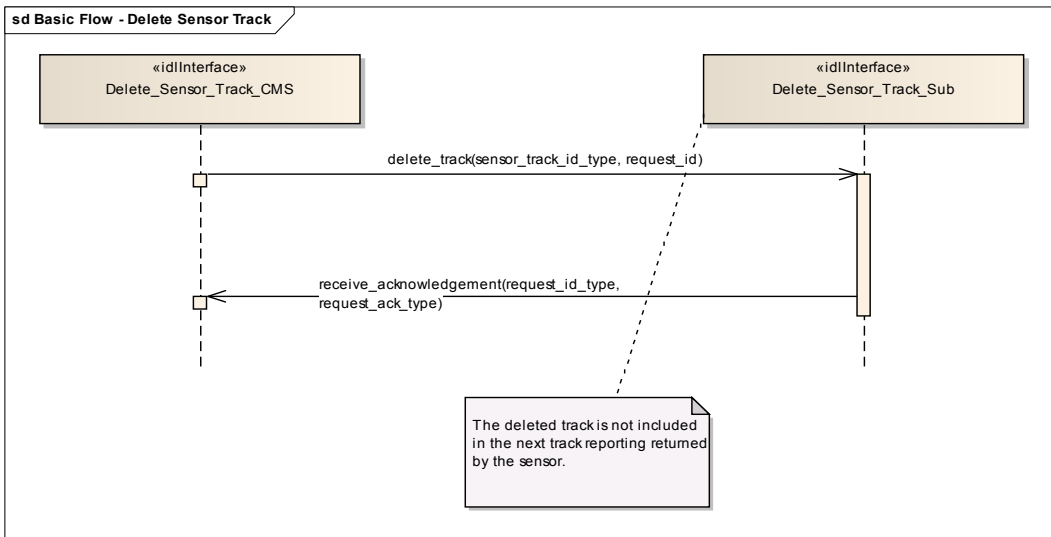 sd Basic Flow - Delete Sensor Track
«idlInterface»
Delete_Sensor_Track_CMS
«idlInterface»
Delete_Sensor_Track_Sub
delete_track(sensor_track_id_type, request_id)
receive_acknowledgement(request_id_type,
request_ack_type)
The deleted track is not included
in the next track reporting returned
by the sensor.